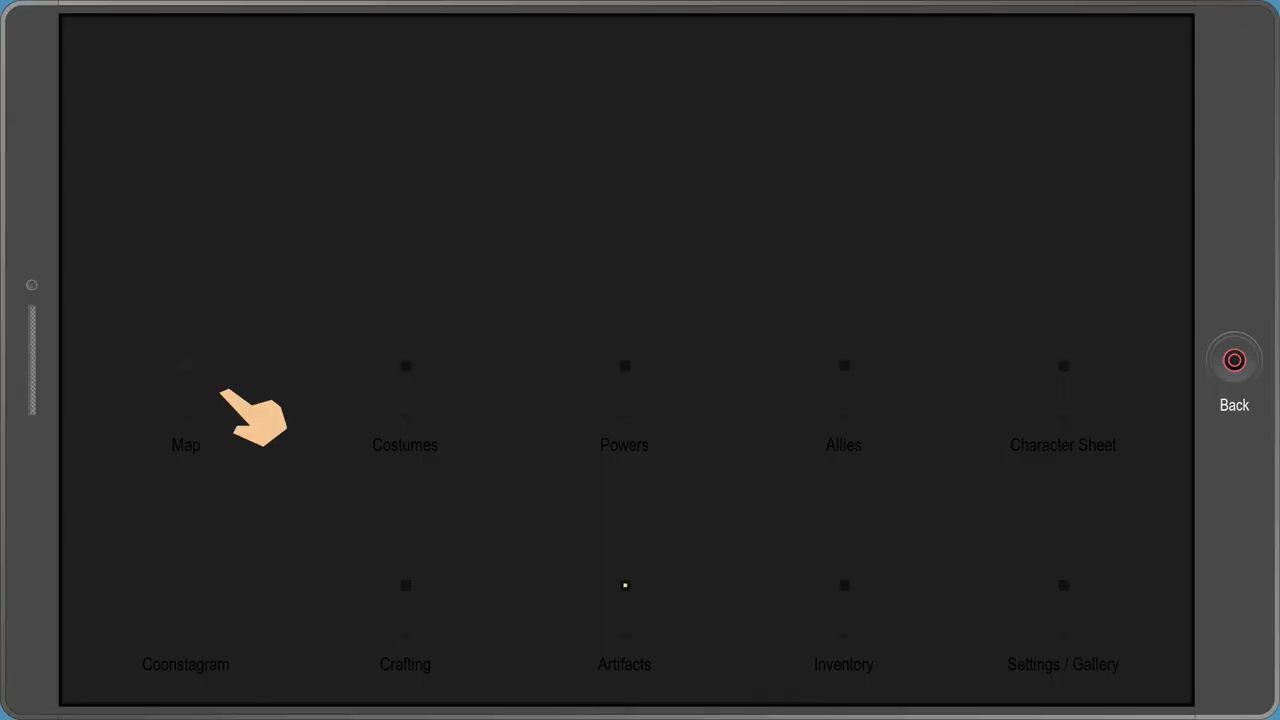 Back
Map
Costumes
Powers
Allies
Character Sheet
Coonstagram
Crafting
Artifacts
Inventory
Settings / Gallery